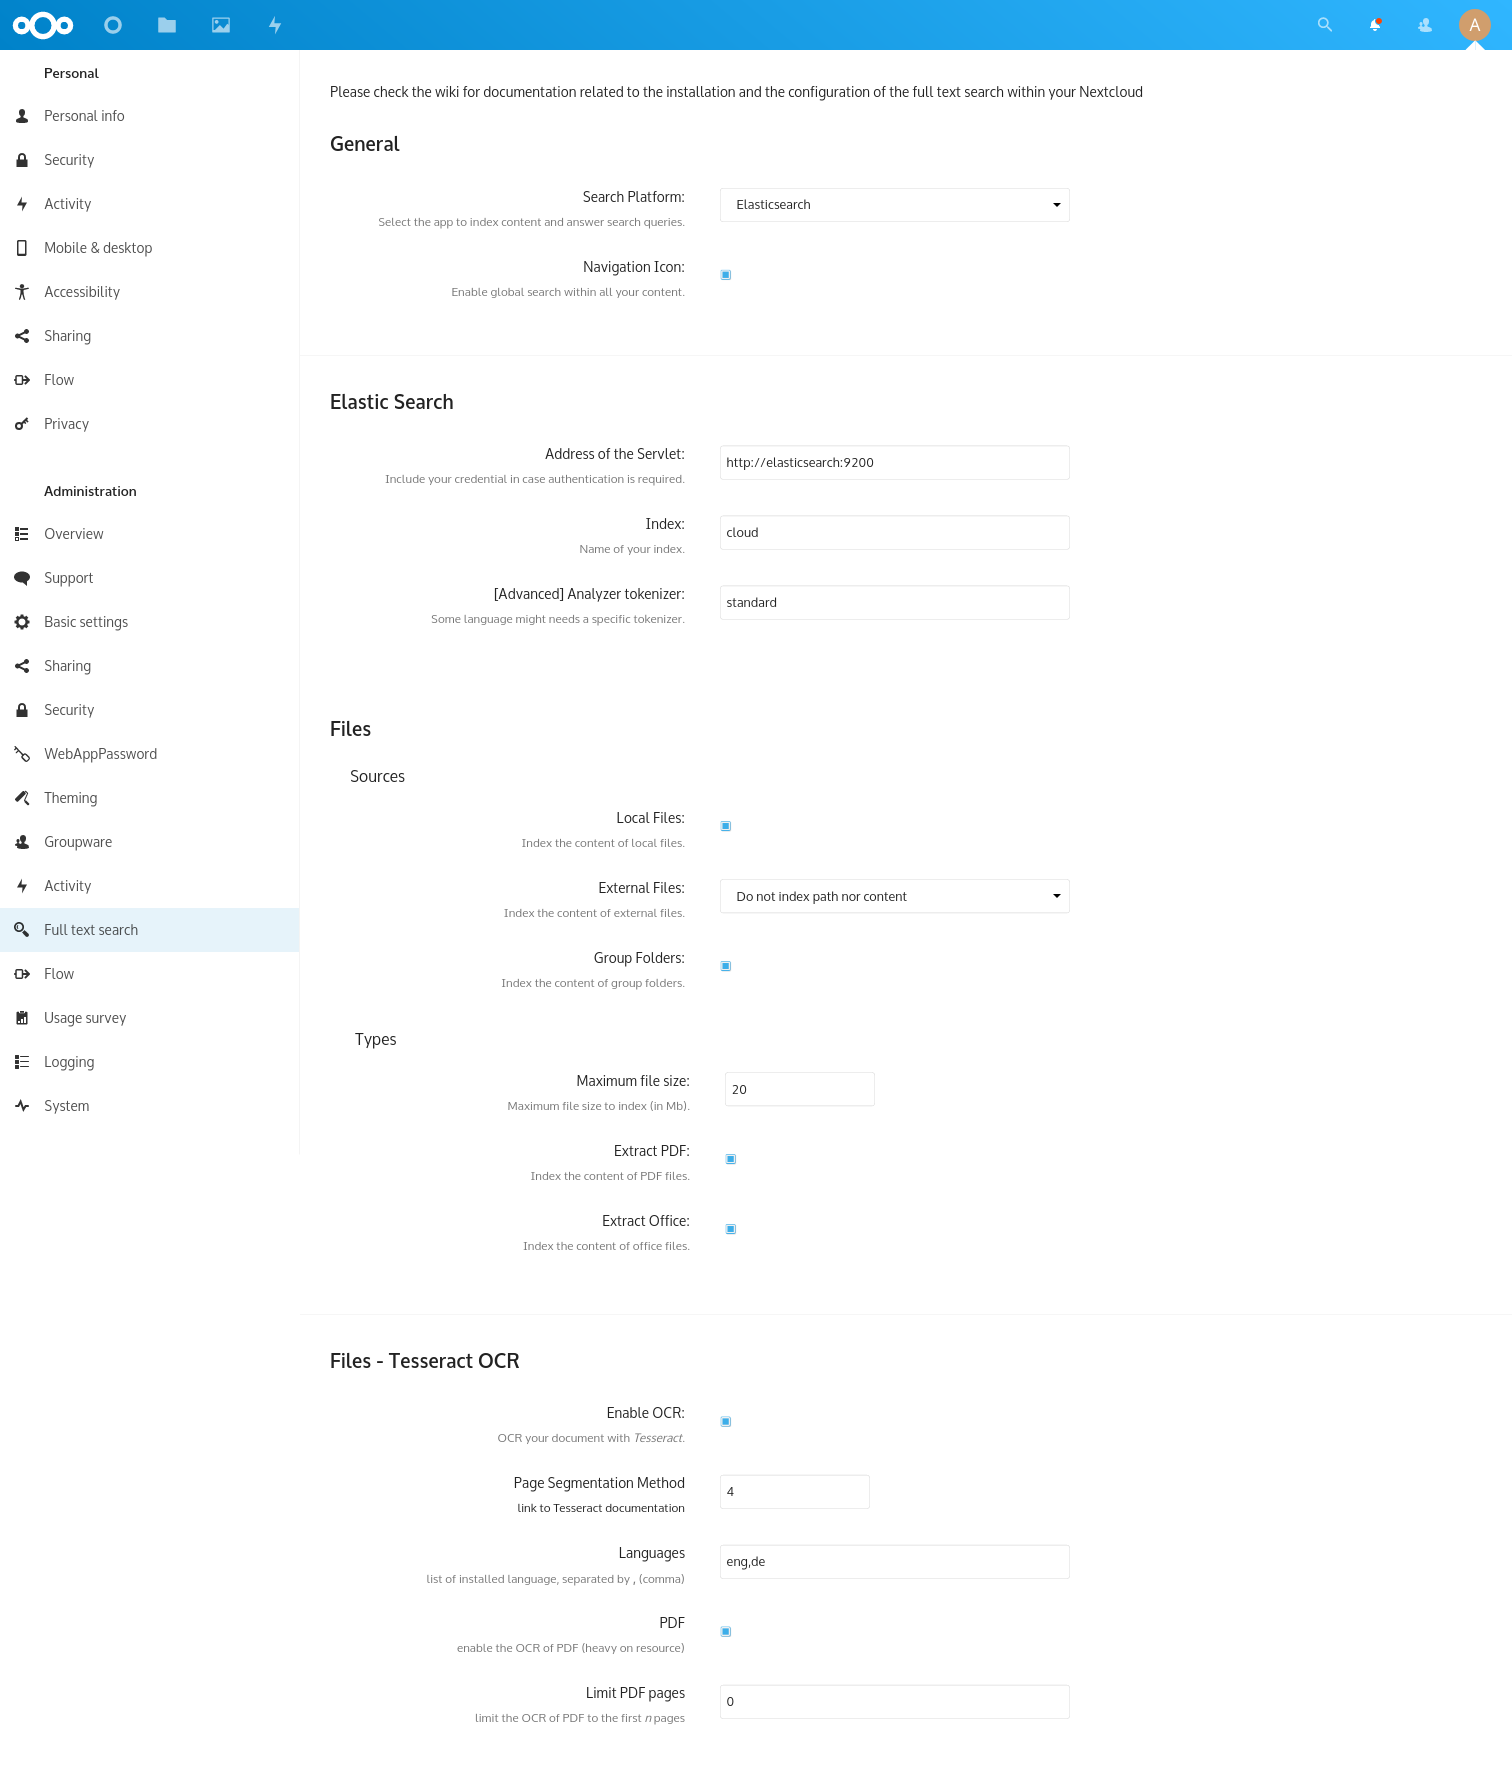 A
Personal
Personal info
Security
Activity
Mobile & desktop
Accessibility
Sharing
Flow
Privacy
Administration
Overview
Support
Basic settings
Sharing
Security
WebAppPassword
Theming
Groupware
Activity
Full text search
Flow
Usage survey
Logging
System
Please check the wiki for documentation related to the installation and the configuration of the full text search within your Nextcloud
General
Search Platform:
Elasticsearch
Select the app to index content and answer search queries.
Navigation Icon:
Enable global search within all your content.
Elastic Search
Address of the Servlet:
http://elasticsearch:9200
Include your credential in case authentication is required.
Index:
cloud
Name of your index.
[Advanced] Analyzer tokenizer:
standard
Some language might needs a specific tokenizer.
Files
Sources
Local Files:
Index the content of local files.
External Files:
Do not index path nor content
Index the content of external files.
Group Folders:
Index the content of group folders.
Types
Maximum file size:
20
Maximum file size to index (in Mb).
Extract PDF:
Index the content of PDF files.
Extract Office:
Index the content of office files.
Files - Tesseract OCR
Enable OCR:
OCR your document with Tesseract.
Page Segmentation Method
4
link to Tesseract documentation
Languages
eng,de
list of installed language, separated by , (comma)
PDF
enable the OCR of PDF (heavy on resource)
Limit PDF pages
0
limit the OCR of PDF to the first n pages